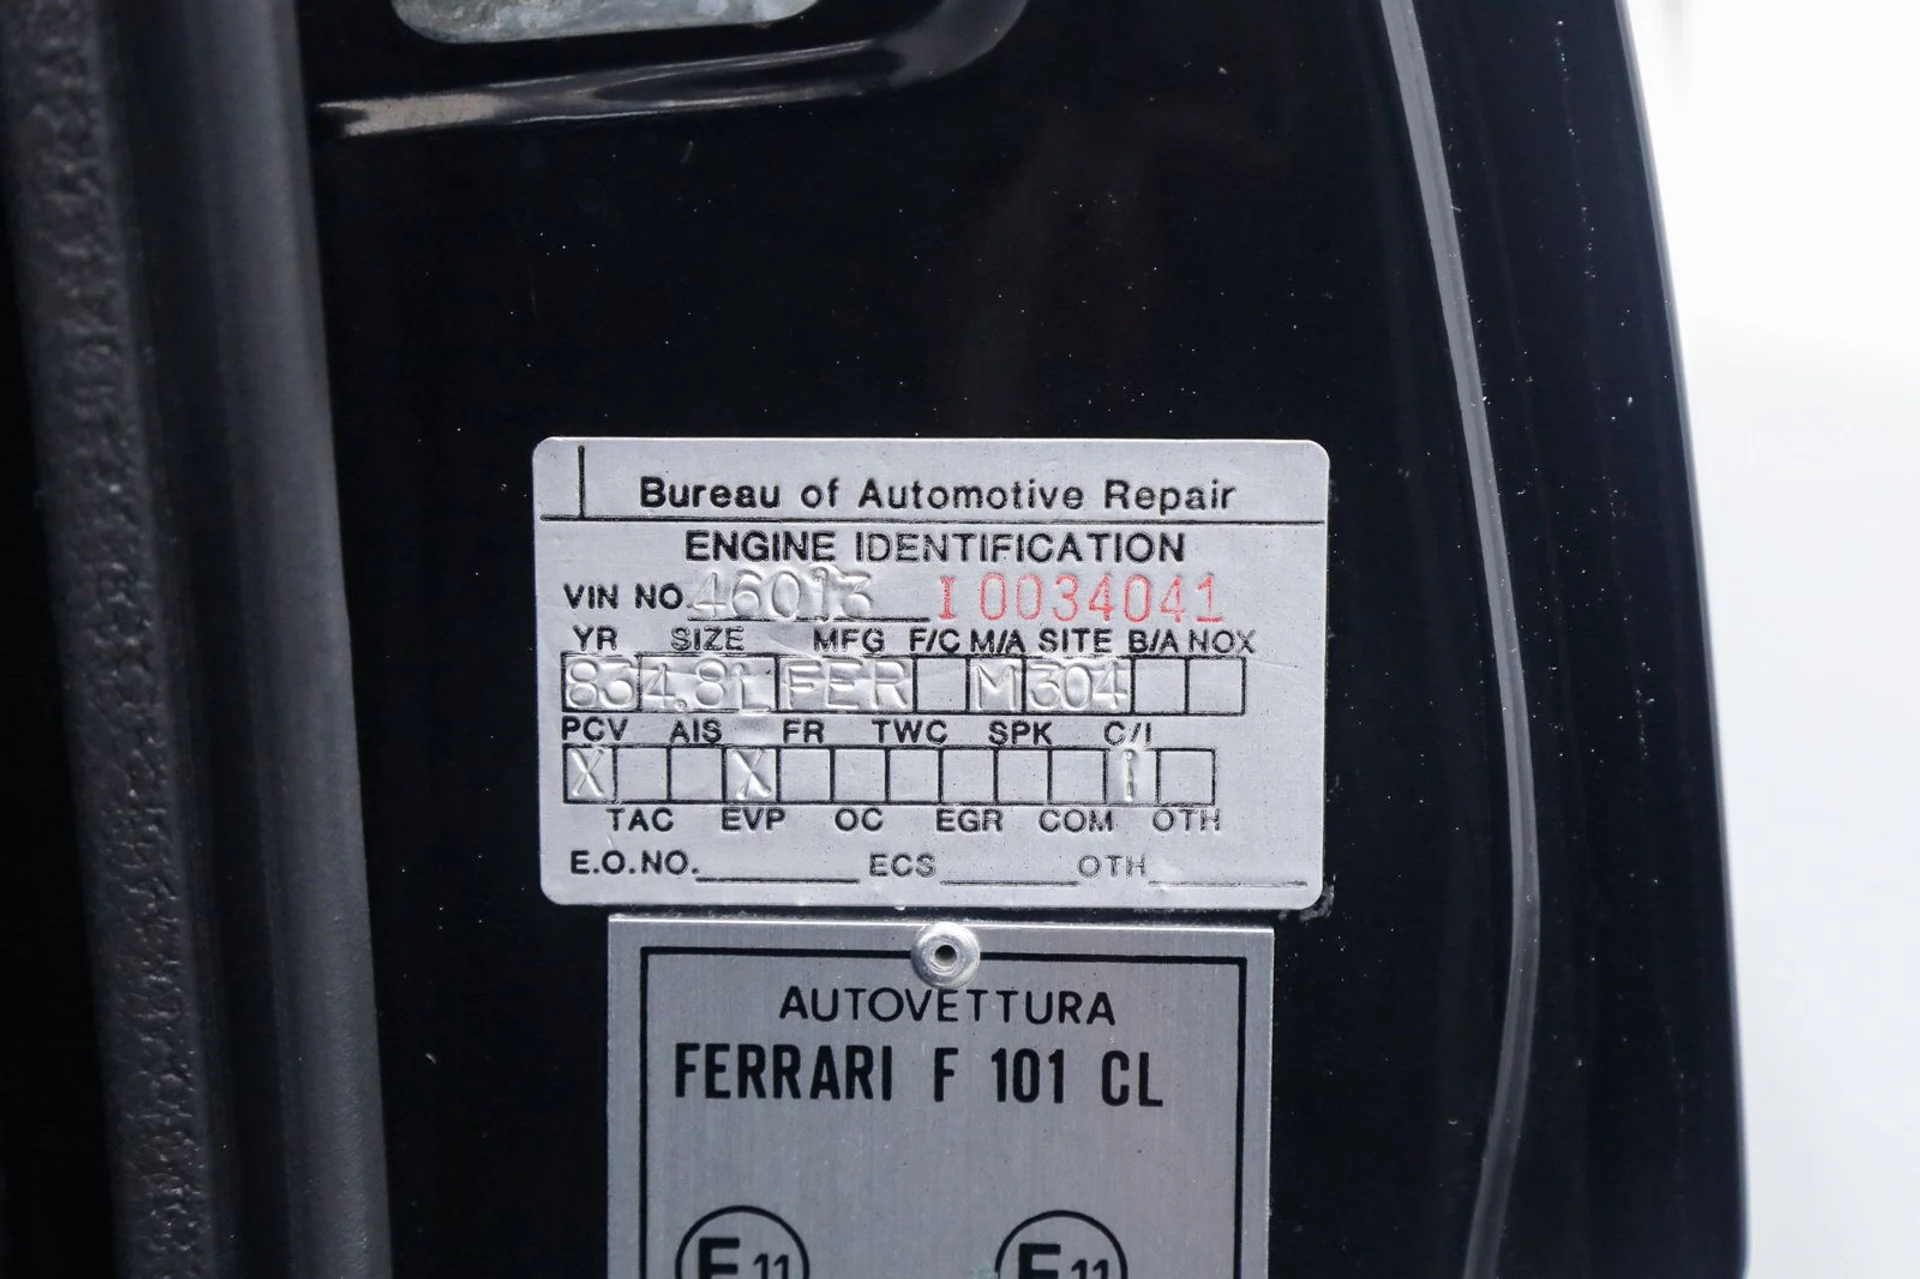 Bureau of Automotive Repair
ENGINE IDENTIFICATION
VIN NO. 46013 I 0034041
YR SIZE MFG F/C M/A SITE B/A NOX
83 4.8L FER M 304
PCV AIS FR TWC SPK C/I
X X I
TAC EVP OC EGR COM OTH
E.O.NO. ECS OTH
AUTOVETTURA
FERRARI F 101 CL
E 11 E 11